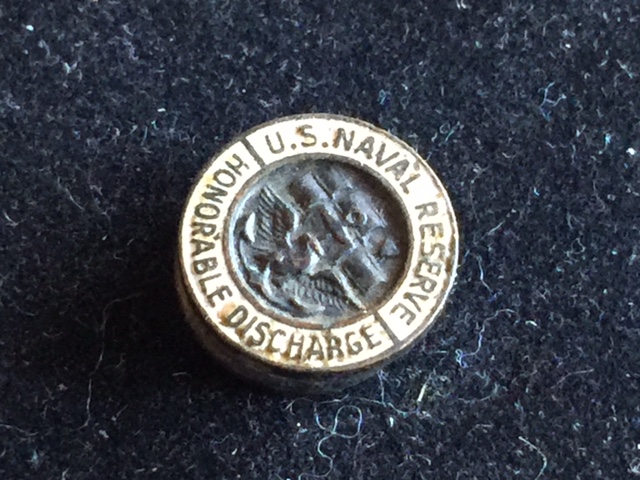 U.S. NAVAL RESERVE
HONORABLE DISCHARGE